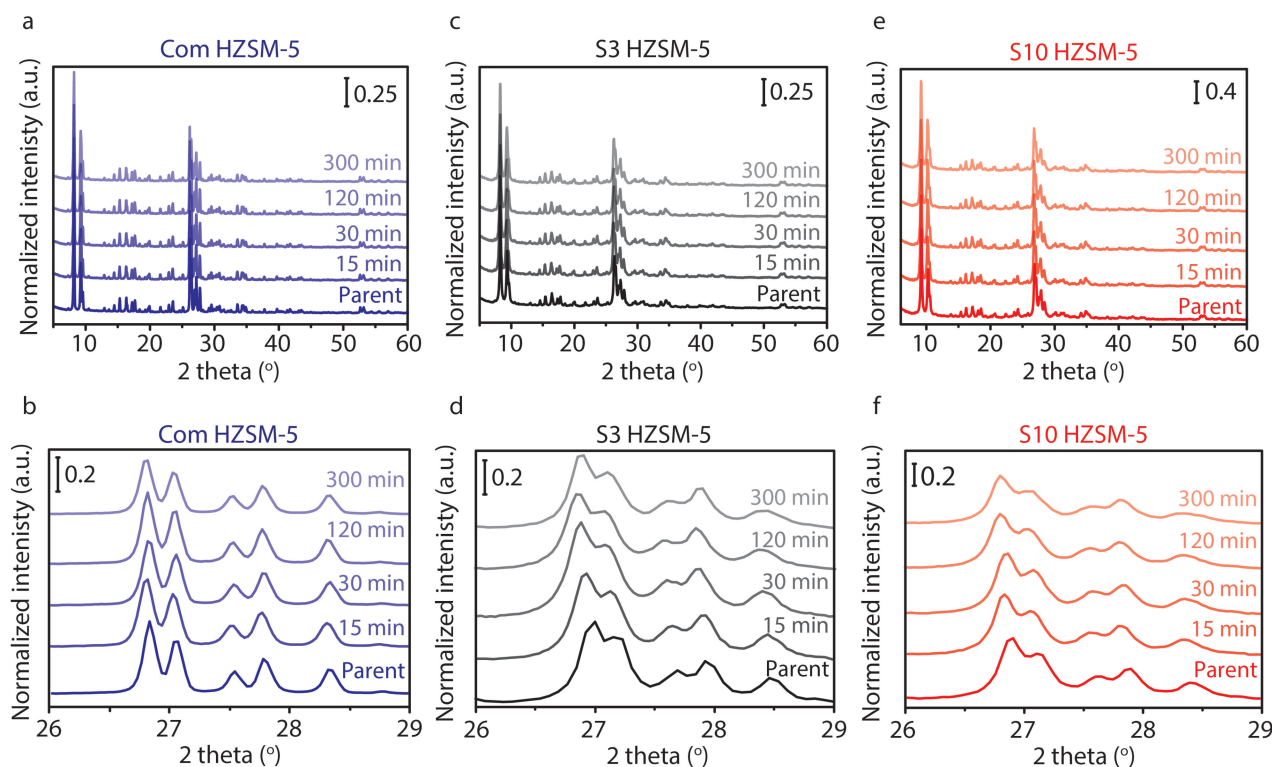 a
Com HZSM-5
Normalized intenisty (a.u.)
0.25
300 min
120 min
30 min
15 min
Parent
10 20 30 40 50 60
2 theta (º)
c
S3 HZSM-5
Normalized intenisty (a.u.)
0.25
300 min
120 min
30 min
15 min
Parent
10 20 30 40 50 60
2 theta (º)
e
S10 HZSM-5
Normalized intenisty (a.u.)
0.4
300 min
120 min
30 min
15 min
Parent
10 20 30 40 50 60
2 theta (º)
b
Com HZSM-5
Normalized intenisty (a.u.)
0.2
300 min
120 min
30 min
15 min
Parent
26 27 28 29
2 theta (º)
d
S3 HZSM-5
Normalized intenisty (a.u.)
0.2
300 min
120 min
30 min
15 min
Parent
26 27 28 29
2 theta (º)
f
S10 HZSM-5
Normalized intenisty (a.u.)
0.2
300 min
120 min
30 min
15 min
Parent
26 27 28 29
2 theta (º)